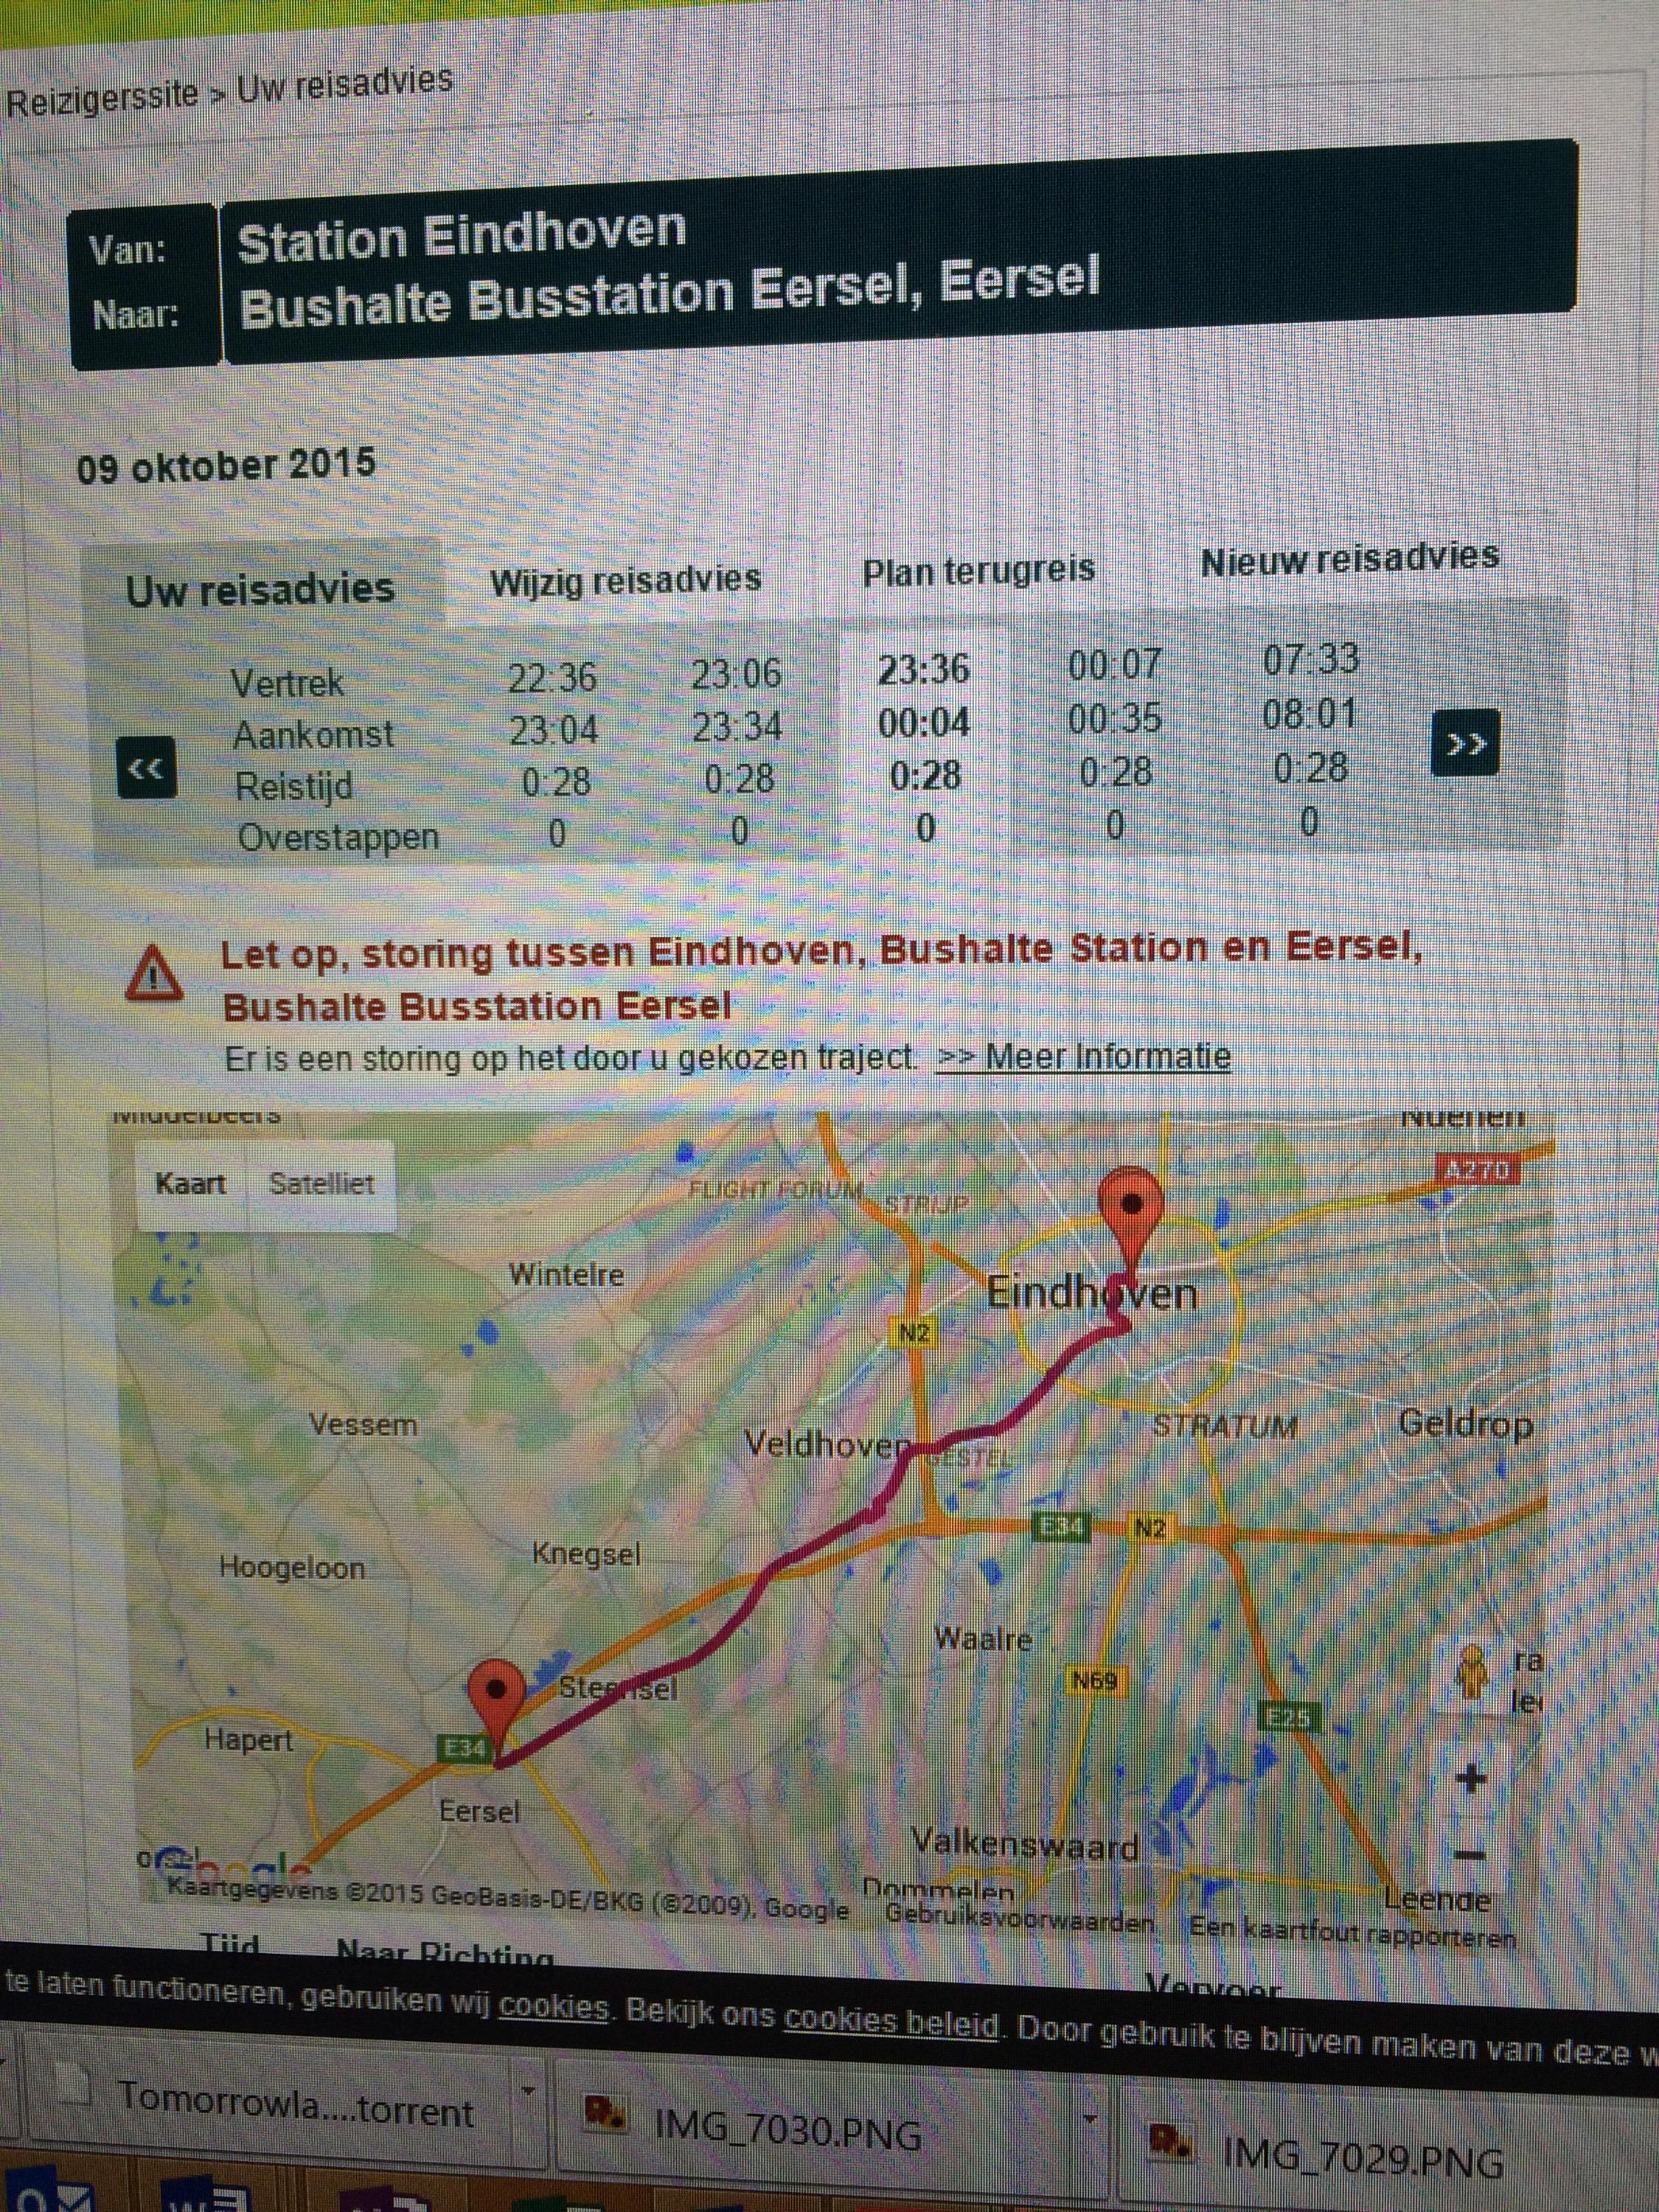 Reizigerssite > Uw reisadvies
Van: Station Eindhoven
Naar: Bushalte Busstation Eersel, Eersel
09 oktober 2015
Uw reisadvies Wijzig reisadvies Plan terugreis Nieuw reisadvies
Vertrek 22:36 23:06 23:36 00:07 07:33
Aankomst 23:04 23:34 00:04 00:35 08:01
<< >>
Reistijd 0:28 0:28 0:28 0:28 0:28
Overstappen 0 0 0 0 0
Let op, storing tussen Eindhoven, Bushalte Station en Eersel,
Bushalte Busstation Eersel
Er is een storing op het door u gekozen traject. >> Meer Informatie
Nuenen
A270
Kaart Satelliet
FLIGHT FORUM
STRIJP
Wintelre
Eindhoven
N2
Vessem
Veldhoven
GESTEL
STRATUM
Geldrop
E34 N2
Knegsel
Hoogeloon
Waalre
N69
Steensel
E25
Hapert
E34
+
Eersel
Valkenswaard
−
Google
Dommelen
Leende
Kaartgegevens ©2015 GeoBasis-DE/BKG (©2009), Google Gebruiksvoorwaarden Een kaartfout rapporteren
Tijd Naar Richting Vervoer
te laten functioneren, gebruiken wij cookies. Bekijk ons cookies beleid. Door gebruik te blijven maken van deze w
Tomorrowla....torrent IMG_7030.PNG IMG_7029.PNG